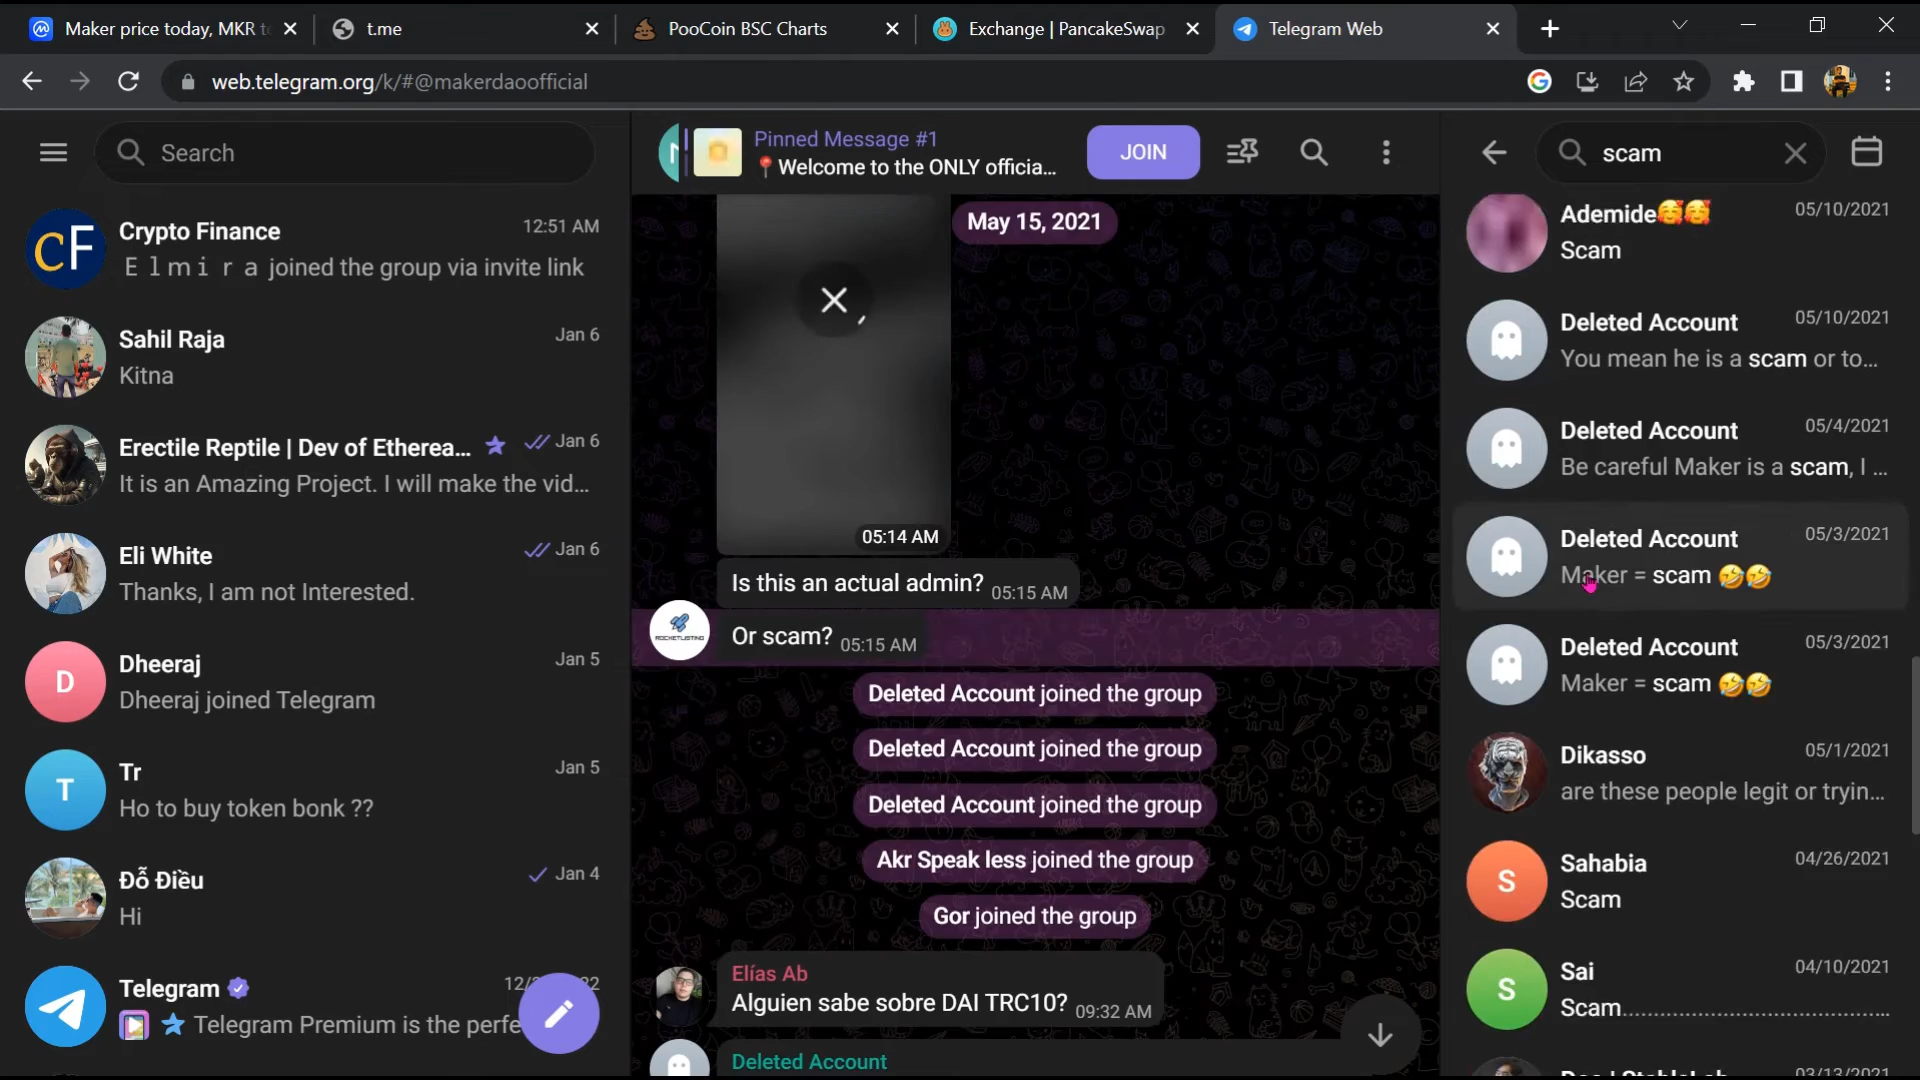 Maker price today, MKR t
t.me
PooCoin BSC Charts
Exchange | PancakeSwap
Telegram Web
web.telegram.org/k/#@makerdaoofficial
Search
Crypto Finance 12:51 AM
E l m i r a joined the group via invite link
Sahil Raja Jan 6
Kitna
Erectile Reptile | Dev of Etherea... Jan 6
It is an Amazing Project. I will make the vid...
Eli White Jan 6
Thanks, I am not Interested.
D
Dheeraj Jan 5
Dheeraj joined Telegram
T
Tr Jan 5
Ho to buy token bonk ??
Đỗ Điều Jan 4
Hi
Telegram
Telegram Premium is the perfe
Pinned Message #1
📍Welcome to the ONLY officia...
JOIN
May 15, 2021
05:14 AM
Is this an actual admin? 05:15 AM
ROCKETLISTING
Or scam? 05:15 AM
Deleted Account joined the group
Deleted Account joined the group
Deleted Account joined the group
Akr Speak less joined the group
Gor joined the group
Elías Ab
Alguien sabe sobre DAI TRC10? 09:32 AM
Deleted Account
scam
Ademide🥰🥰 05/10/2021
Scam
Deleted Account 05/10/2021
You mean he is a scam or to...
Deleted Account 05/4/2021
Be careful Maker is a scam, I ...
Deleted Account 05/3/2021
Maker = scam 🤣🤣
Deleted Account 05/3/2021
Maker = scam 🤣🤣
Dikasso 05/1/2021
are these people legit or tryin...
S
Sahabia 04/26/2021
Scam
S
Sai 04/10/2021
Scam................................................